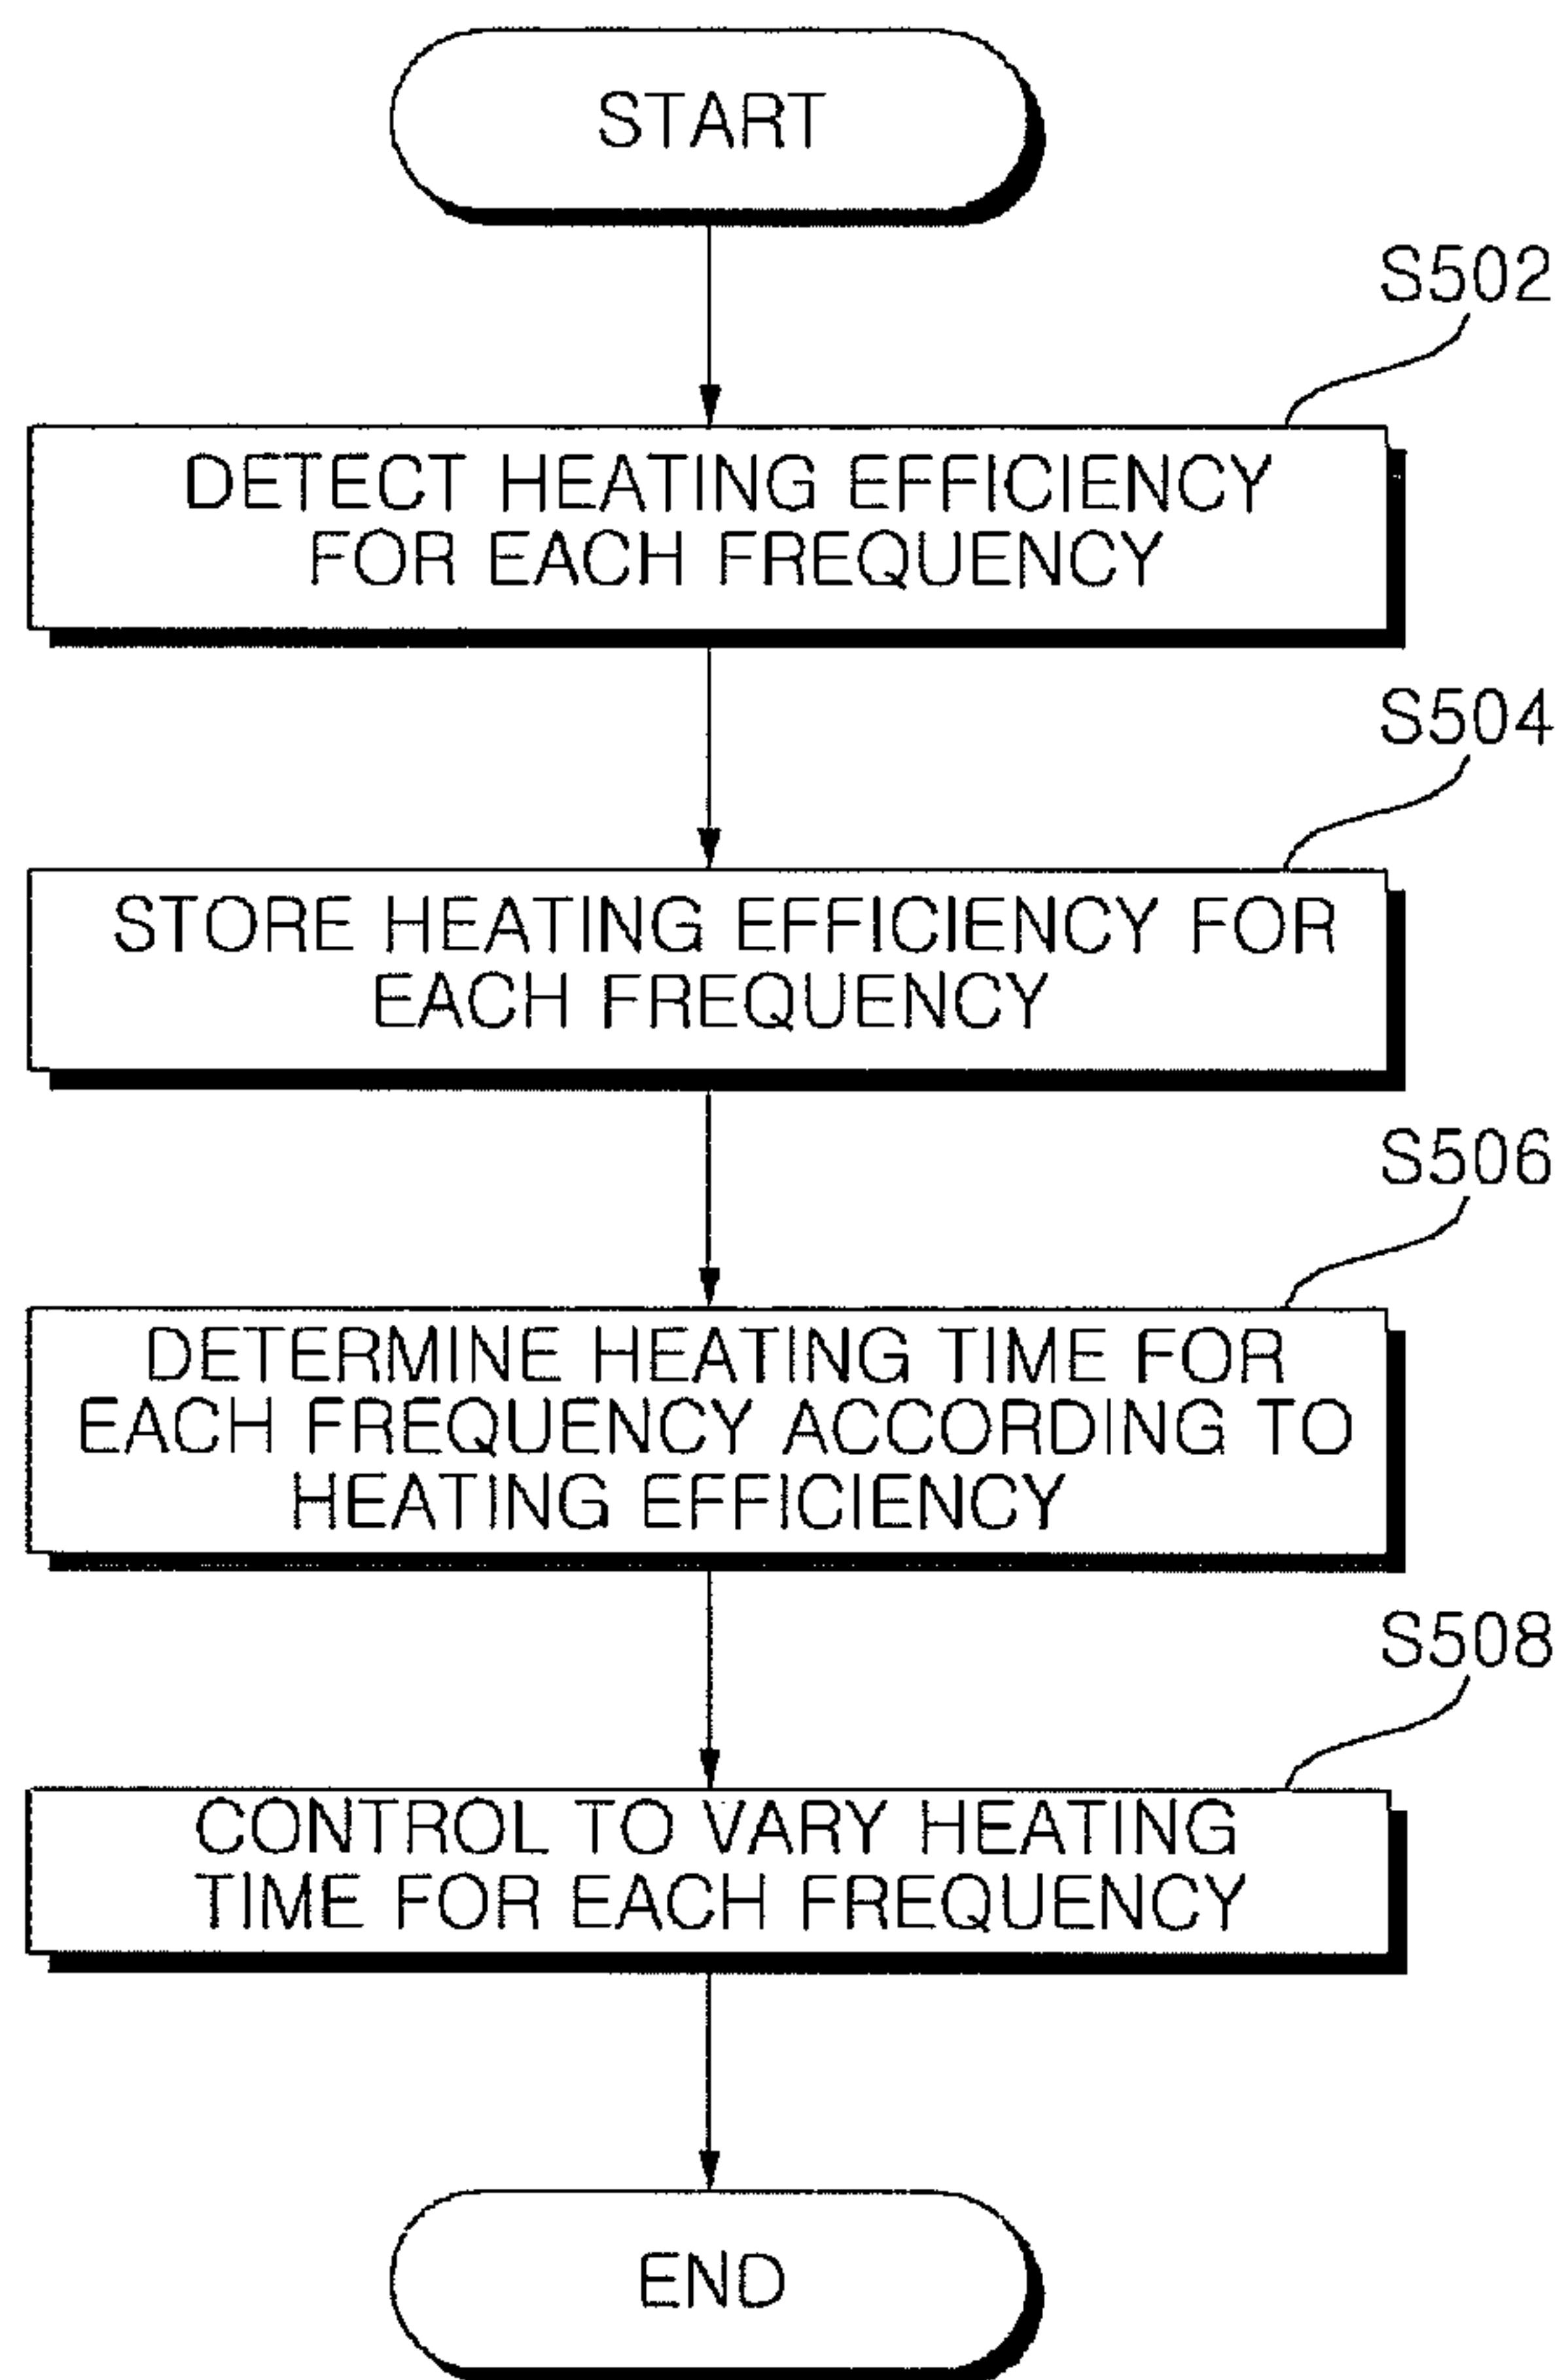 START
S502
DETECT HEATING EFFICIENCY
FOR EACH FREQUENCY
S504
STORE HEATING EFFICIENCY FOR
EACH FREQUENCY
S506
DETERMINE HEATING TIME FOR
EACH FREQUENCY ACCORDING TO
HEATING EFFICIENCY
S508
CONTROL TO VARY HEATING
TIME FOR EACH FREQUENCY
END